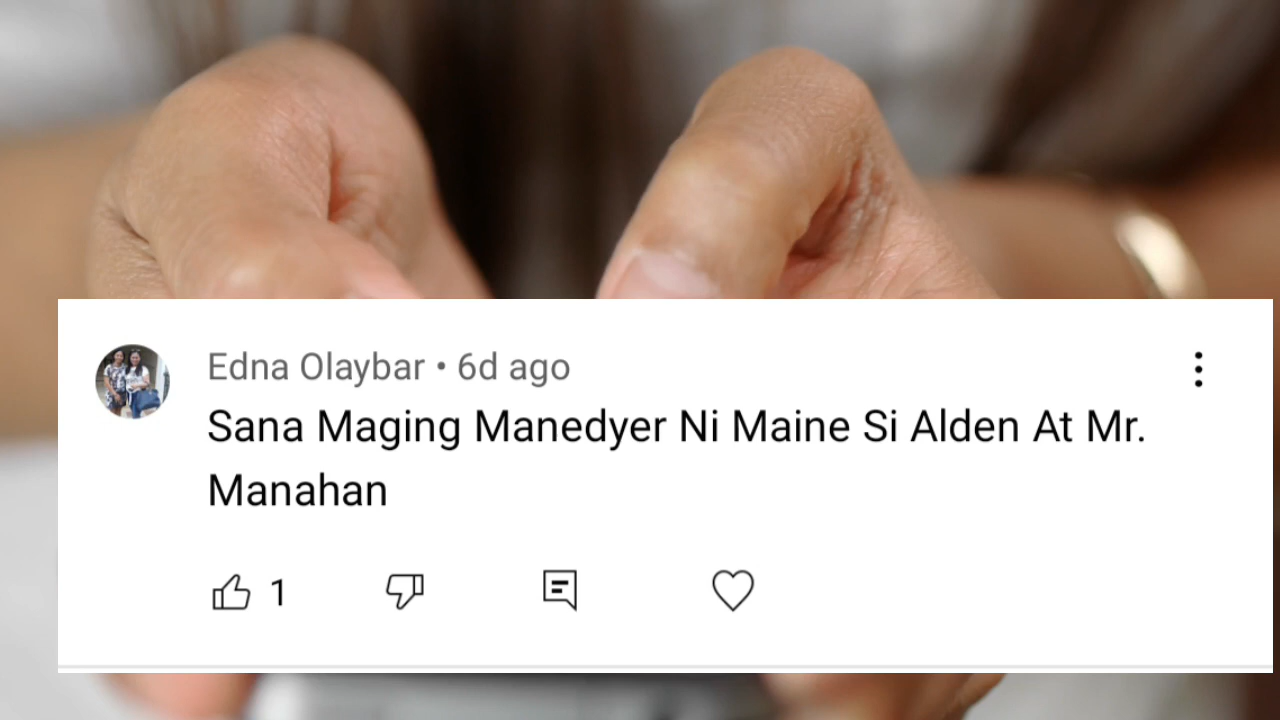 Edna Olaybar • 6d ago
Sana Maging Manedyer Ni Maine Si Alden At Mr.
Manahan
1